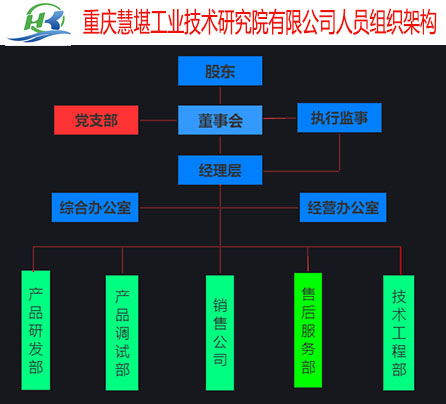 重庆慧堪工业技术研究院有限公司人员组织架构
股东
党支部
董事会
执行监事
经理层
综合办公室
经营办公室
产品研发部
产品调试部
销售公司
售后服务部
技术工程部